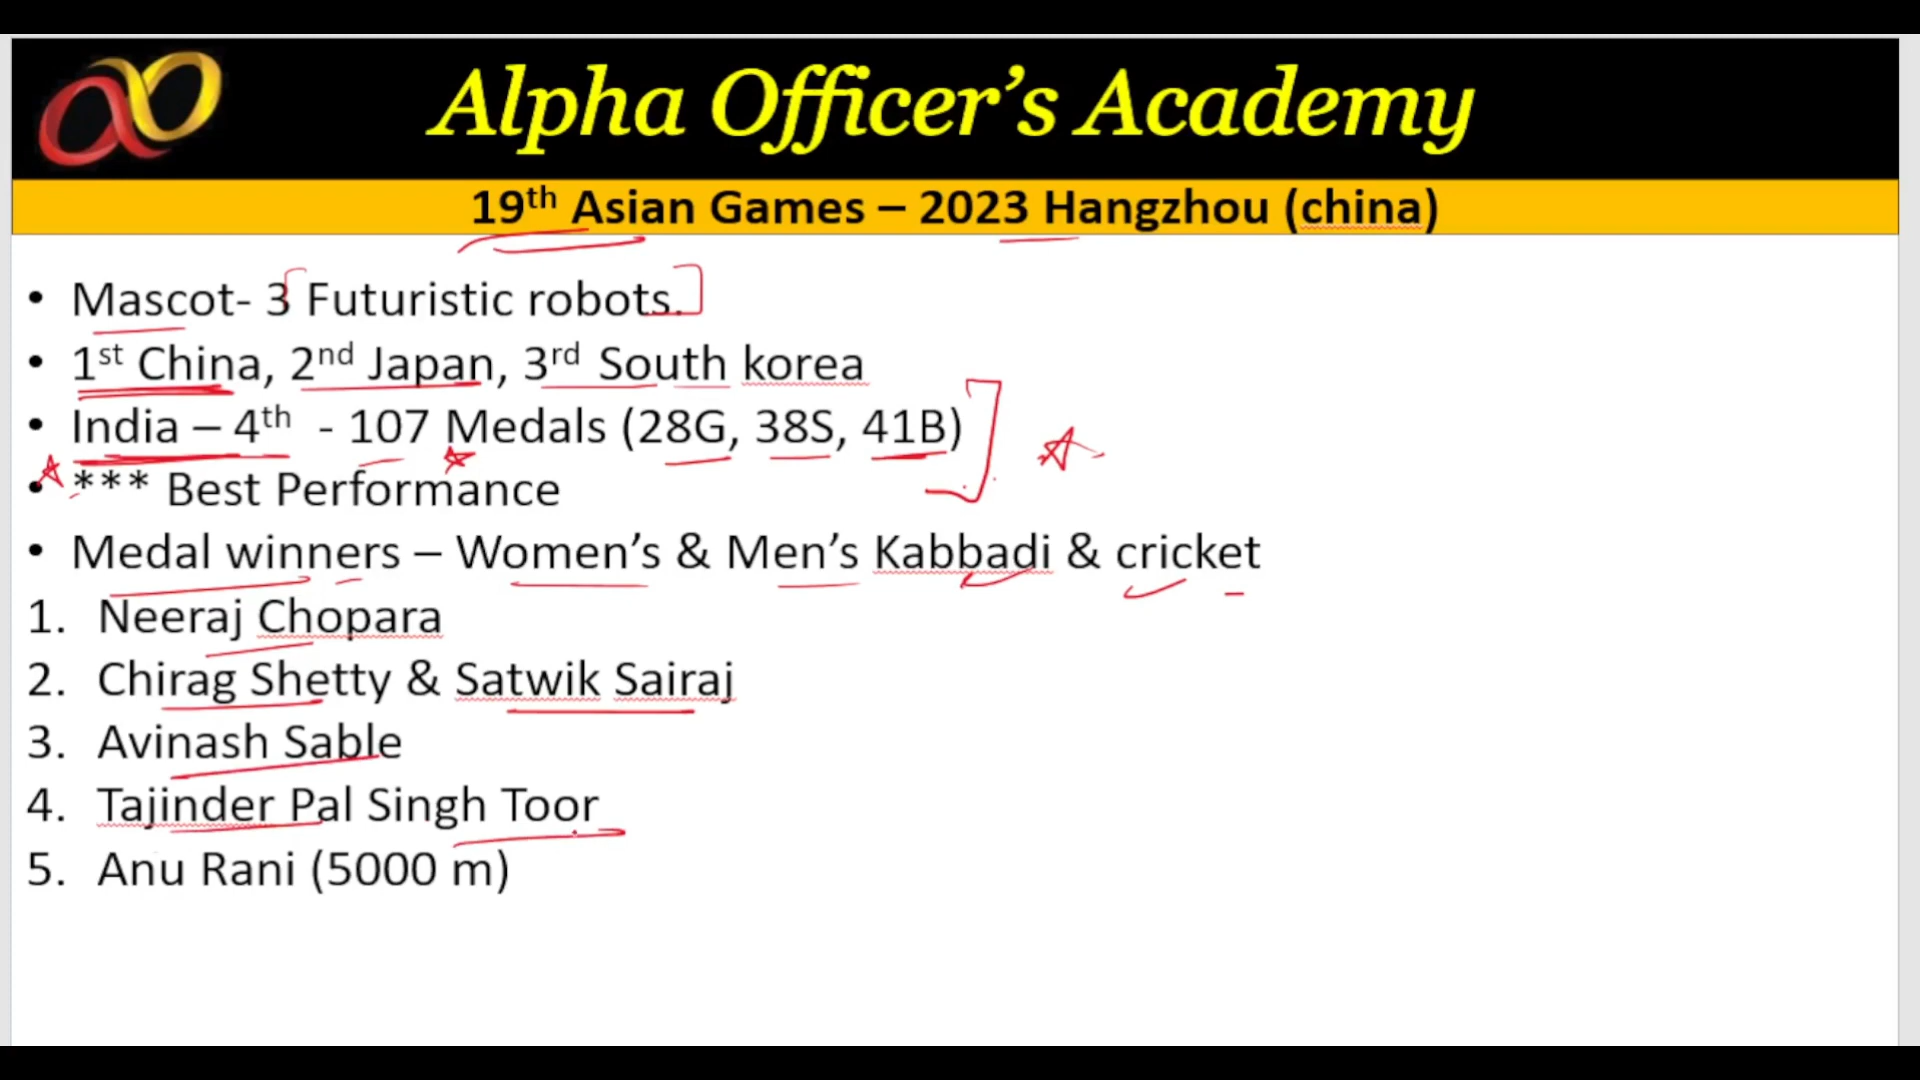 Alpha Officer’s Academy
19th Asian Games – 2023 Hangzhou (china)
• Mascot- 3 Futuristic robots.
• 1st China, 2nd Japan, 3rd South korea
• India – 4th - 107 Medals (28G, 38S, 41B)
• *** Best Performance
• Medal winners – Women’s & Men’s Kabbadi & cricket
1. Neeraj Chopara
2. Chirag Shetty & Satwik Sairaj
3. Avinash Sable
4. Tajinder Pal Singh Toor
5. Anu Rani (5000 m)